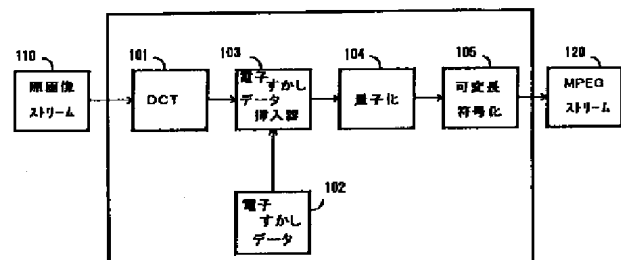 110
101
103
104
105
120
原画像
ストリーム
DCT
電子
すかし
データ
挿入器
量子化
可変長
符号化
MPEG
ストリーム
102
電子
すかし
データ